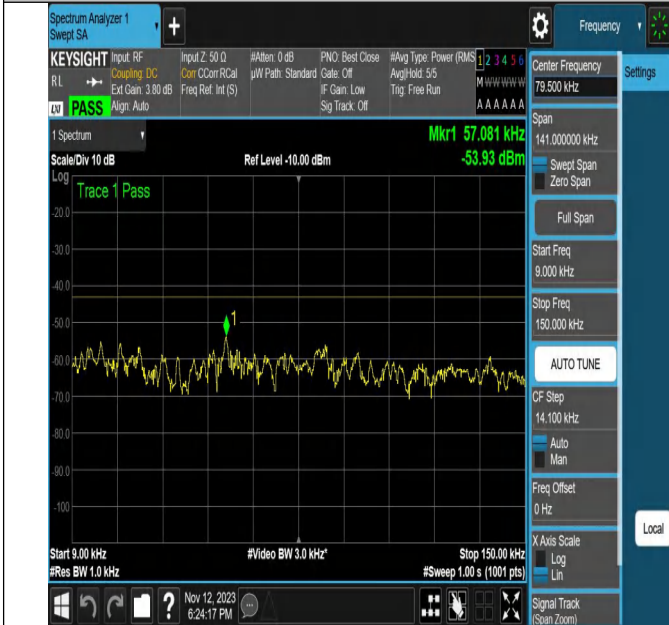 Spectrum Analyzer 1
Swept SA
+
Frequency
KEYSIGHT
RL
LXI PASS
Input: RF
Coupling: DC
Ext Gain: 3.80 dB
Align: Auto
Input Z: 50 Ω
Corr CCorr RCal
Freq Ref: Int (S)
#Atten: 0 dB
µW Path: Standard
PNO: Best Close
Gate: Off
IF Gain: Low
Sig Track: Off
#Avg Type: Power (RMS
Avg|Hold: 5/5
Trig: Free Run
1 2 3 4 5 6
M W W W W W
A A A A A A
1 Spectrum
Scale/Div 10 dB
Ref Level -10.00 dBm
Mkr1 57.081 kHz
-53.93 dBm
Log
Trace 1 Pass
-20.0
-30.0
-40.0
-50.0
1
-60.0
-70.0
-80.0
-90.0
-100
Start 9.00 kHz
#Video BW 3.0 kHz*
Stop 150.00 kHz
#Res BW 1.0 kHz
#Sweep 1.00 s (1001 pts)
?
Nov 12, 2023
6:24:17 PM
Center Frequency
79.500 kHz
Settings
Span
141.000000 kHz
Swept Span
Zero Span
Full Span
Start Freq
9.000 kHz
Stop Freq
150.000 kHz
AUTO TUNE
CF Step
14.100 kHz
Auto
Man
Freq Offset
0 Hz
Local
X Axis Scale
Log
Lin
Signal Track
(Span Zoom)